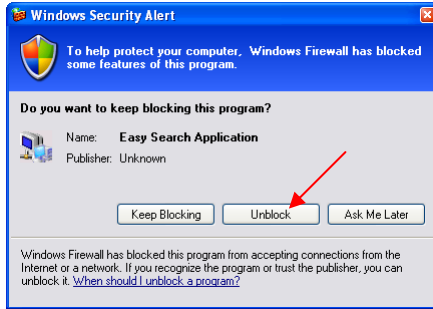 Windows Security Alert
To help protect your computer, Windows Firewall has blocked
some features of this program.
Do you want to keep blocking this program?
Name: Easy Search Application
Publisher: Unknown
Keep Blocking Unblock Ask Me Later
Windows Firewall has blocked this program from accepting connections from the
Internet or a network. If you recognize the program or trust the publisher, you can
unblock it. When should I unblock a program?